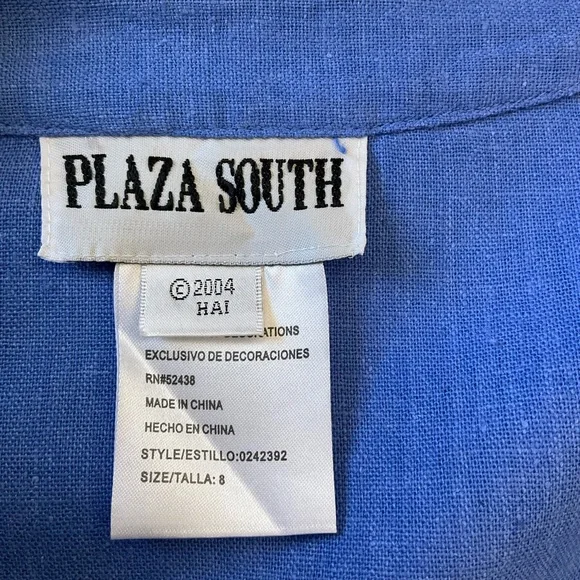 PLAZA SOUTH
©2004
HAI
EXCLUSIVO DE DECORACIONES
RN#52438
MADE IN CHINA
HECHO EN CHINA
STYLE/ESTILO:0242392
SIZE/TALLA: 8